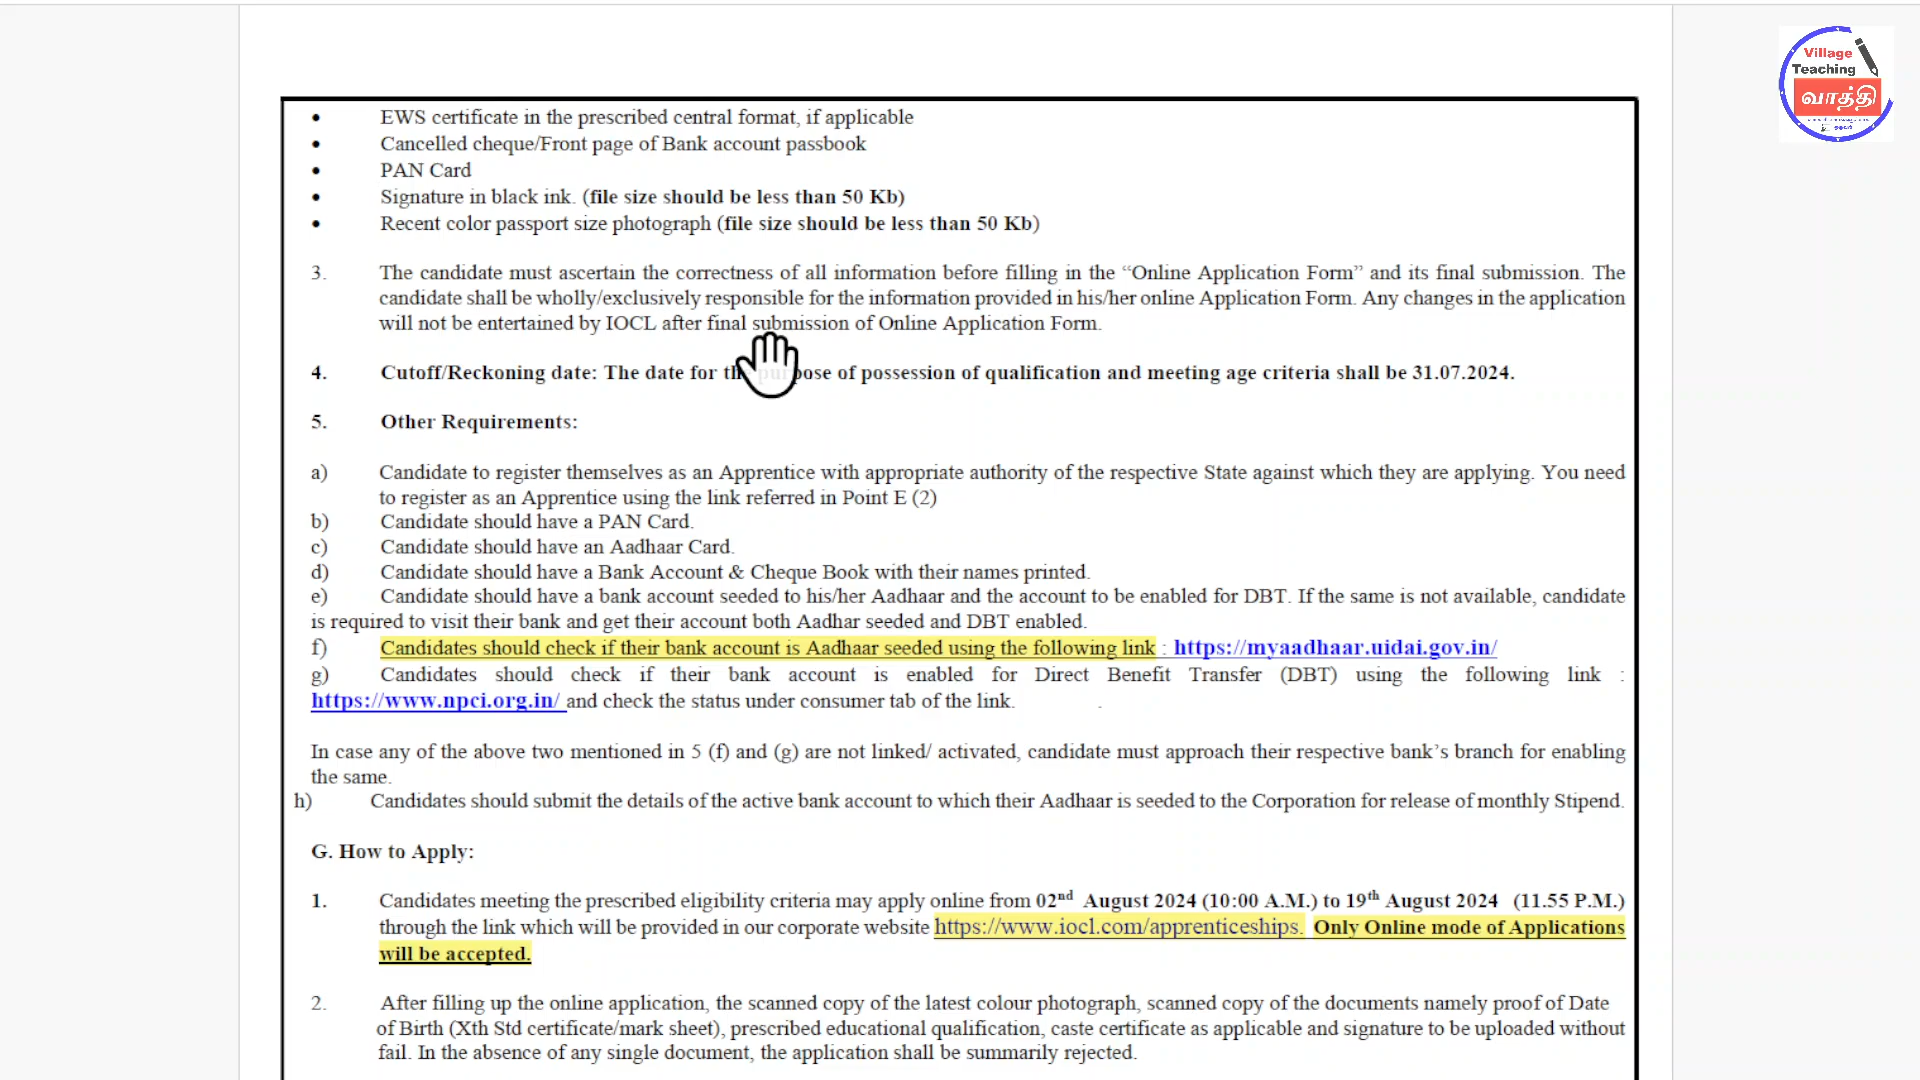 Village
Teaching
வாத்தி
• EWS certificate in the prescribed central format, if applicable
• Cancelled cheque/Front page of Bank account passbook
• PAN Card
• Signature in black ink. (file size should be less than 50 Kb)
• Recent color passport size photograph (file size should be less than 50 Kb)
3. The candidate must ascertain the correctness of all information before filling in the “Online Application Form” and its final submission. The
candidate shall be wholly/exclusively responsible for the information provided in his/her online Application Form. Any changes in the application
will not be entertained by IOCL after final submission of Online Application Form.
4. Cutoff/Reckoning date: The date for the purpose of possession of qualification and meeting age criteria shall be 31.07.2024.
5. Other Requirements:
a) Candidate to register themselves as an Apprentice with appropriate authority of the respective State against which they are applying. You need
to register as an Apprentice using the link referred in Point E (2)
b) Candidate should have a PAN Card.
c) Candidate should have an Aadhaar Card.
d) Candidate should have a Bank Account & Cheque Book with their names printed.
e) Candidate should have a bank account seeded to his/her Aadhaar and the account to be enabled for DBT. If the same is not available, candidate
is required to visit their bank and get their account both Aadhar seeded and DBT enabled.
f) Candidates should check if their bank account is Aadhaar seeded using the following link : https://myaadhaar.uidai.gov.in/
g) Candidates should check if their bank account is enabled for Direct Benefit Transfer (DBT) using the following link :
https://www.npci.org.in/ and check the status under consumer tab of the link. .
In case any of the above two mentioned in 5 (f) and (g) are not linked/ activated, candidate must approach their respective bank’s branch for enabling
the same.
h) Candidates should submit the details of the active bank account to which their Aadhaar is seeded to the Corporation for release of monthly Stipend.
G. How to Apply:
1. Candidates meeting the prescribed eligibility criteria may apply online from 02nd August 2024 (10:00 A.M.) to 19th August 2024 (11.55 P.M.)
through the link which will be provided in our corporate website https://www.iocl.com/apprenticeships. Only Online mode of Applications
will be accepted.
2. After filling up the online application, the scanned copy of the latest colour photograph, scanned copy of the documents namely proof of Date
of Birth (Xth Std certificate/mark sheet), prescribed educational qualification, caste certificate as applicable and signature to be uploaded without
fail. In the absence of any single document, the application shall be summarily rejected.